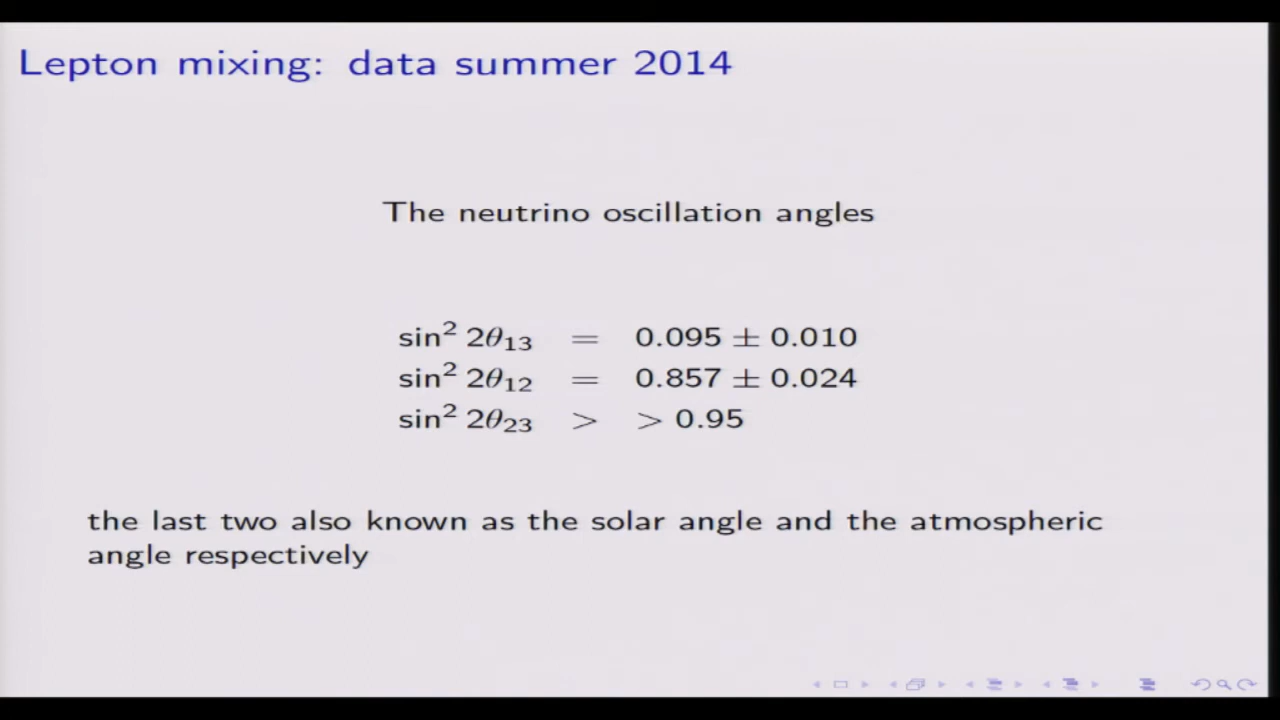 Lepton mixing: data summer 2014
The neutrino oscillation angles
sin² 2θ₁₃ = 0.095 ± 0.010
sin² 2θ₁₂ = 0.857 ± 0.024
sin² 2θ₂₃ > > 0.95
the last two also known as the solar angle and the atmospheric
angle respectively